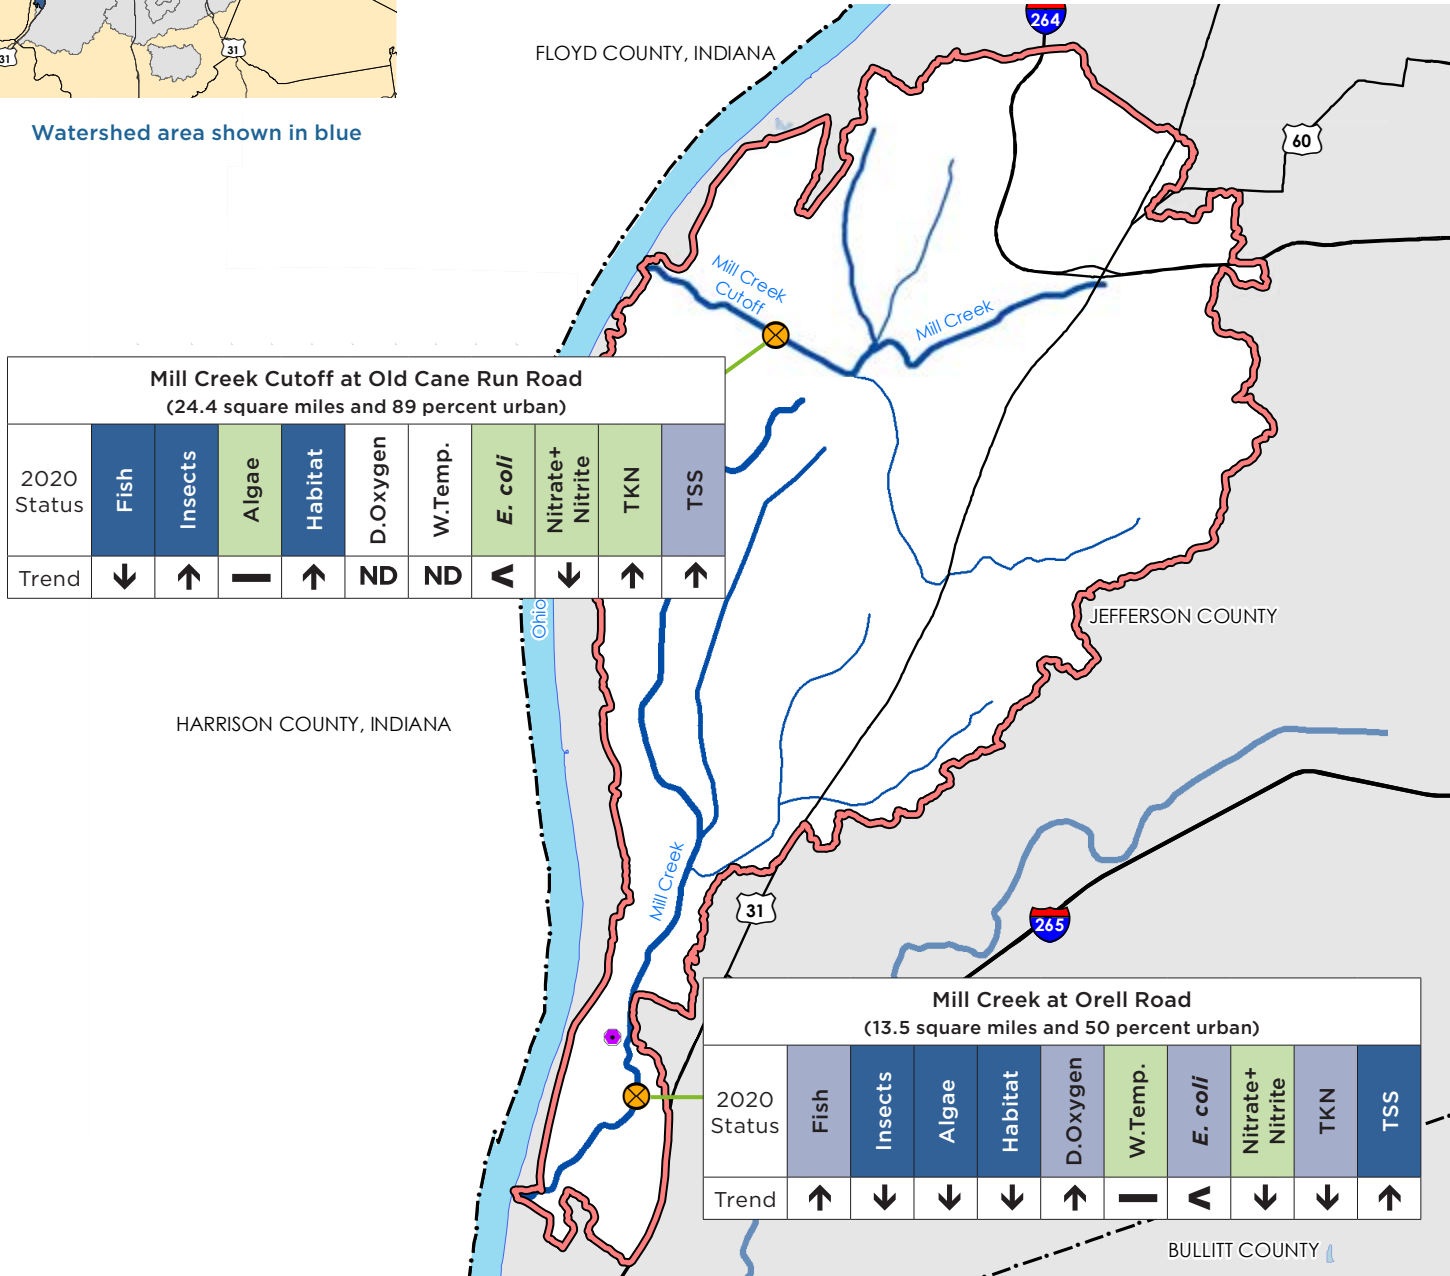 31
31
Watershed area shown in blue
FLOYD COUNTY, INDIANA
264
60
Mill Creek
Cutoff
Mill Creek
Mill Creek Cutoff at Old Cane Run Road
(24.4 square miles and 89 percent urban)
2020 Status Fish Insects Algae Habitat D.Oxygen W.Temp. E. coli Nitrate+ Nitrite TKN TSS
Trend ↓ ↑ — ↑ ND ND < ↓ ↑ ↑
Ohio
JEFFERSON COUNTY
HARRISON COUNTY, INDIANA
Mill Creek
31
265
Mill Creek at Orell Road
(13.5 square miles and 50 percent urban)
2020 Status Fish Insects Algae Habitat D.Oxygen W.Temp. E. coli Nitrate+ Nitrite TKN TSS
Trend ↑ ↓ ↓ ↓ ↑ — < ↓ ↓ ↑
BULLITT COUNTY